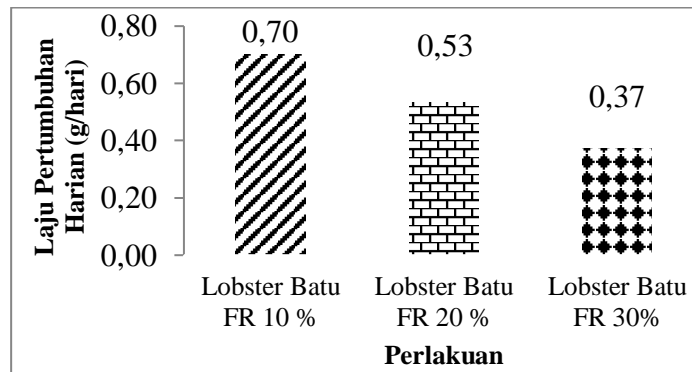 Laju Pertumbuhan
Harian (g/hari)
0,80
0,60
0,40
0,20
0,00
0,70
0,53
0,37
Lobster Batu
FR 10 %
Lobster Batu
FR 20 %
Lobster Batu
FR 30%
Perlakuan